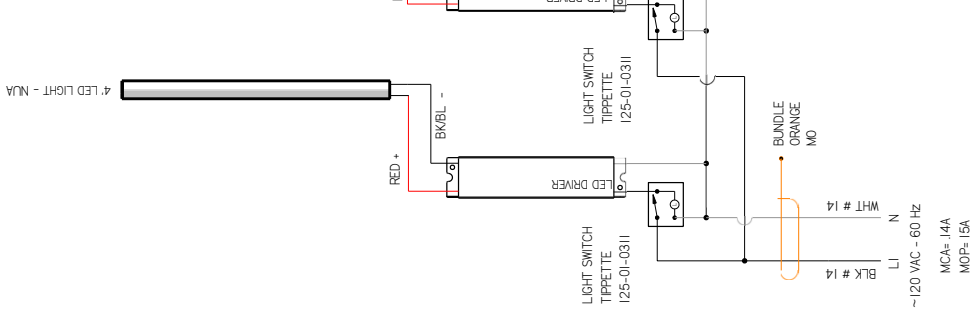 LED DRIVER
LIGHT SWITCH
TIPPETTE
125-01-0311
4' LED LIGHT - NUA
BK/BL -
RED +
LED DRIVER
LIGHT SWITCH
TIPPETTE
125-01-0311
BUNDLE
ORANGE
MO
WHT # 14
N
BLK # 14
L1
~120 VAC - 60 Hz
MCA= .14A
MOP= 15A